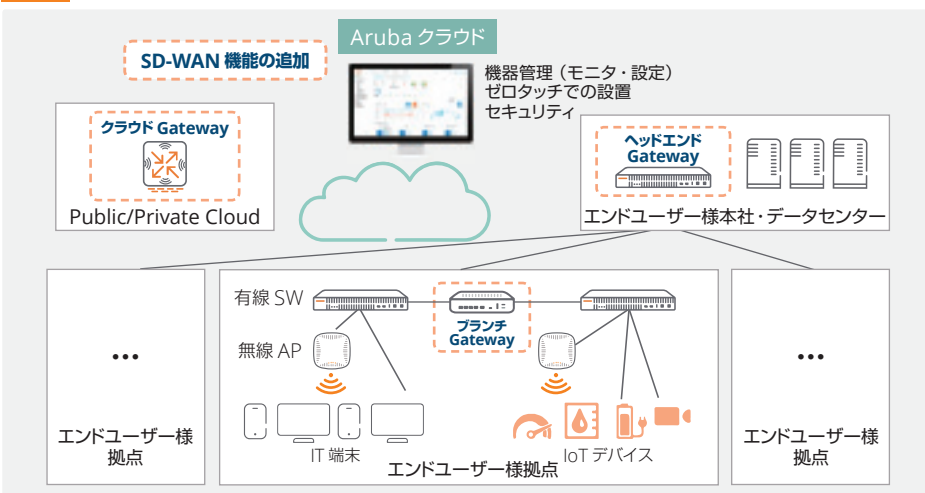 Aruba クラウド
SD-WAN 機能の追加
機器管理（モニタ・設定）
ゼロタッチでの設置
セキュリティ
クラウド Gateway
Public/Private Cloud
ヘッドエンド
Gateway
エンドユーザー様本社・データセンター
有線 SW
ブランチ
Gateway
無線 AP
...
...
IT 端末
IoT デバイス
エンドユーザー様拠点
エンドユーザー様
拠点
エンドユーザー様
拠点